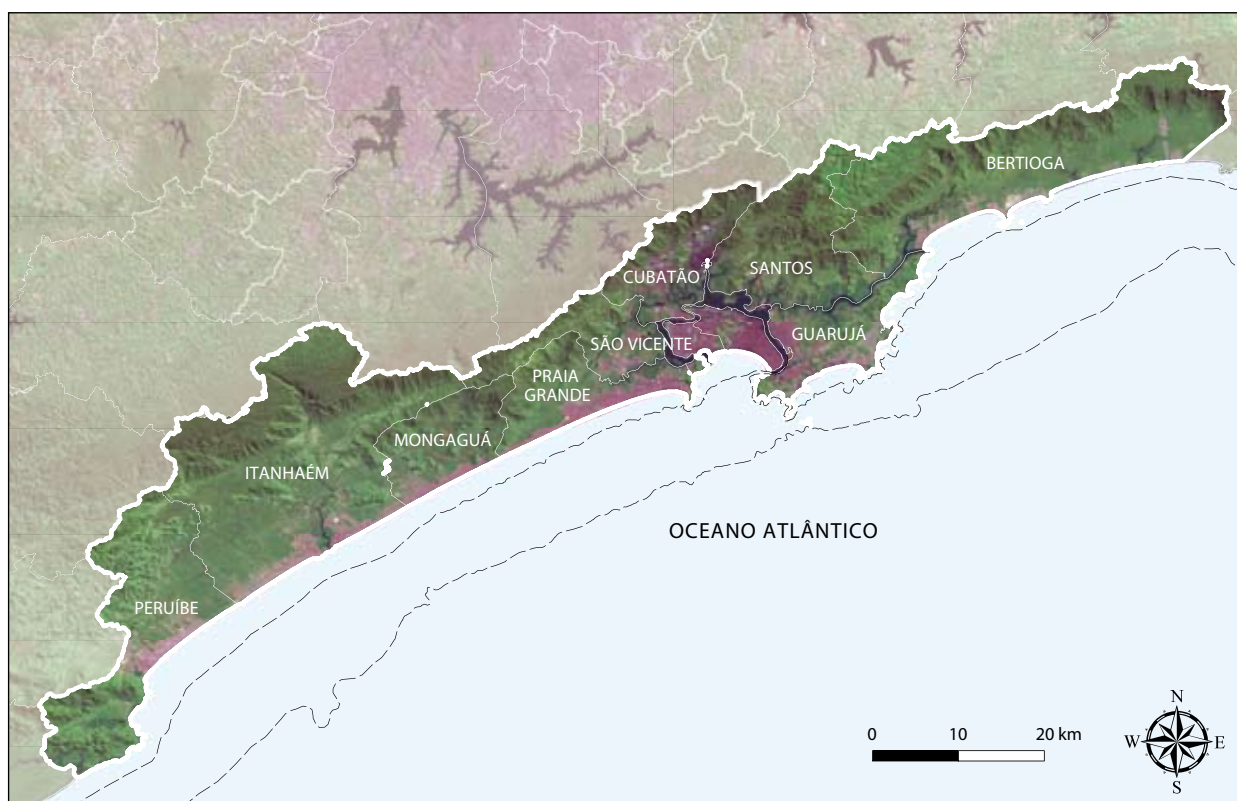 BERTIOGA
CUBATÃO
SANTOS
GUARUJÁ
SÃO VICENTE
PRAIA
GRANDE
MONGAGUÁ
ITANHAÉM
PERUÍBE
OCEANO ATLÂNTICO
0 10 20 km
N
W E
S